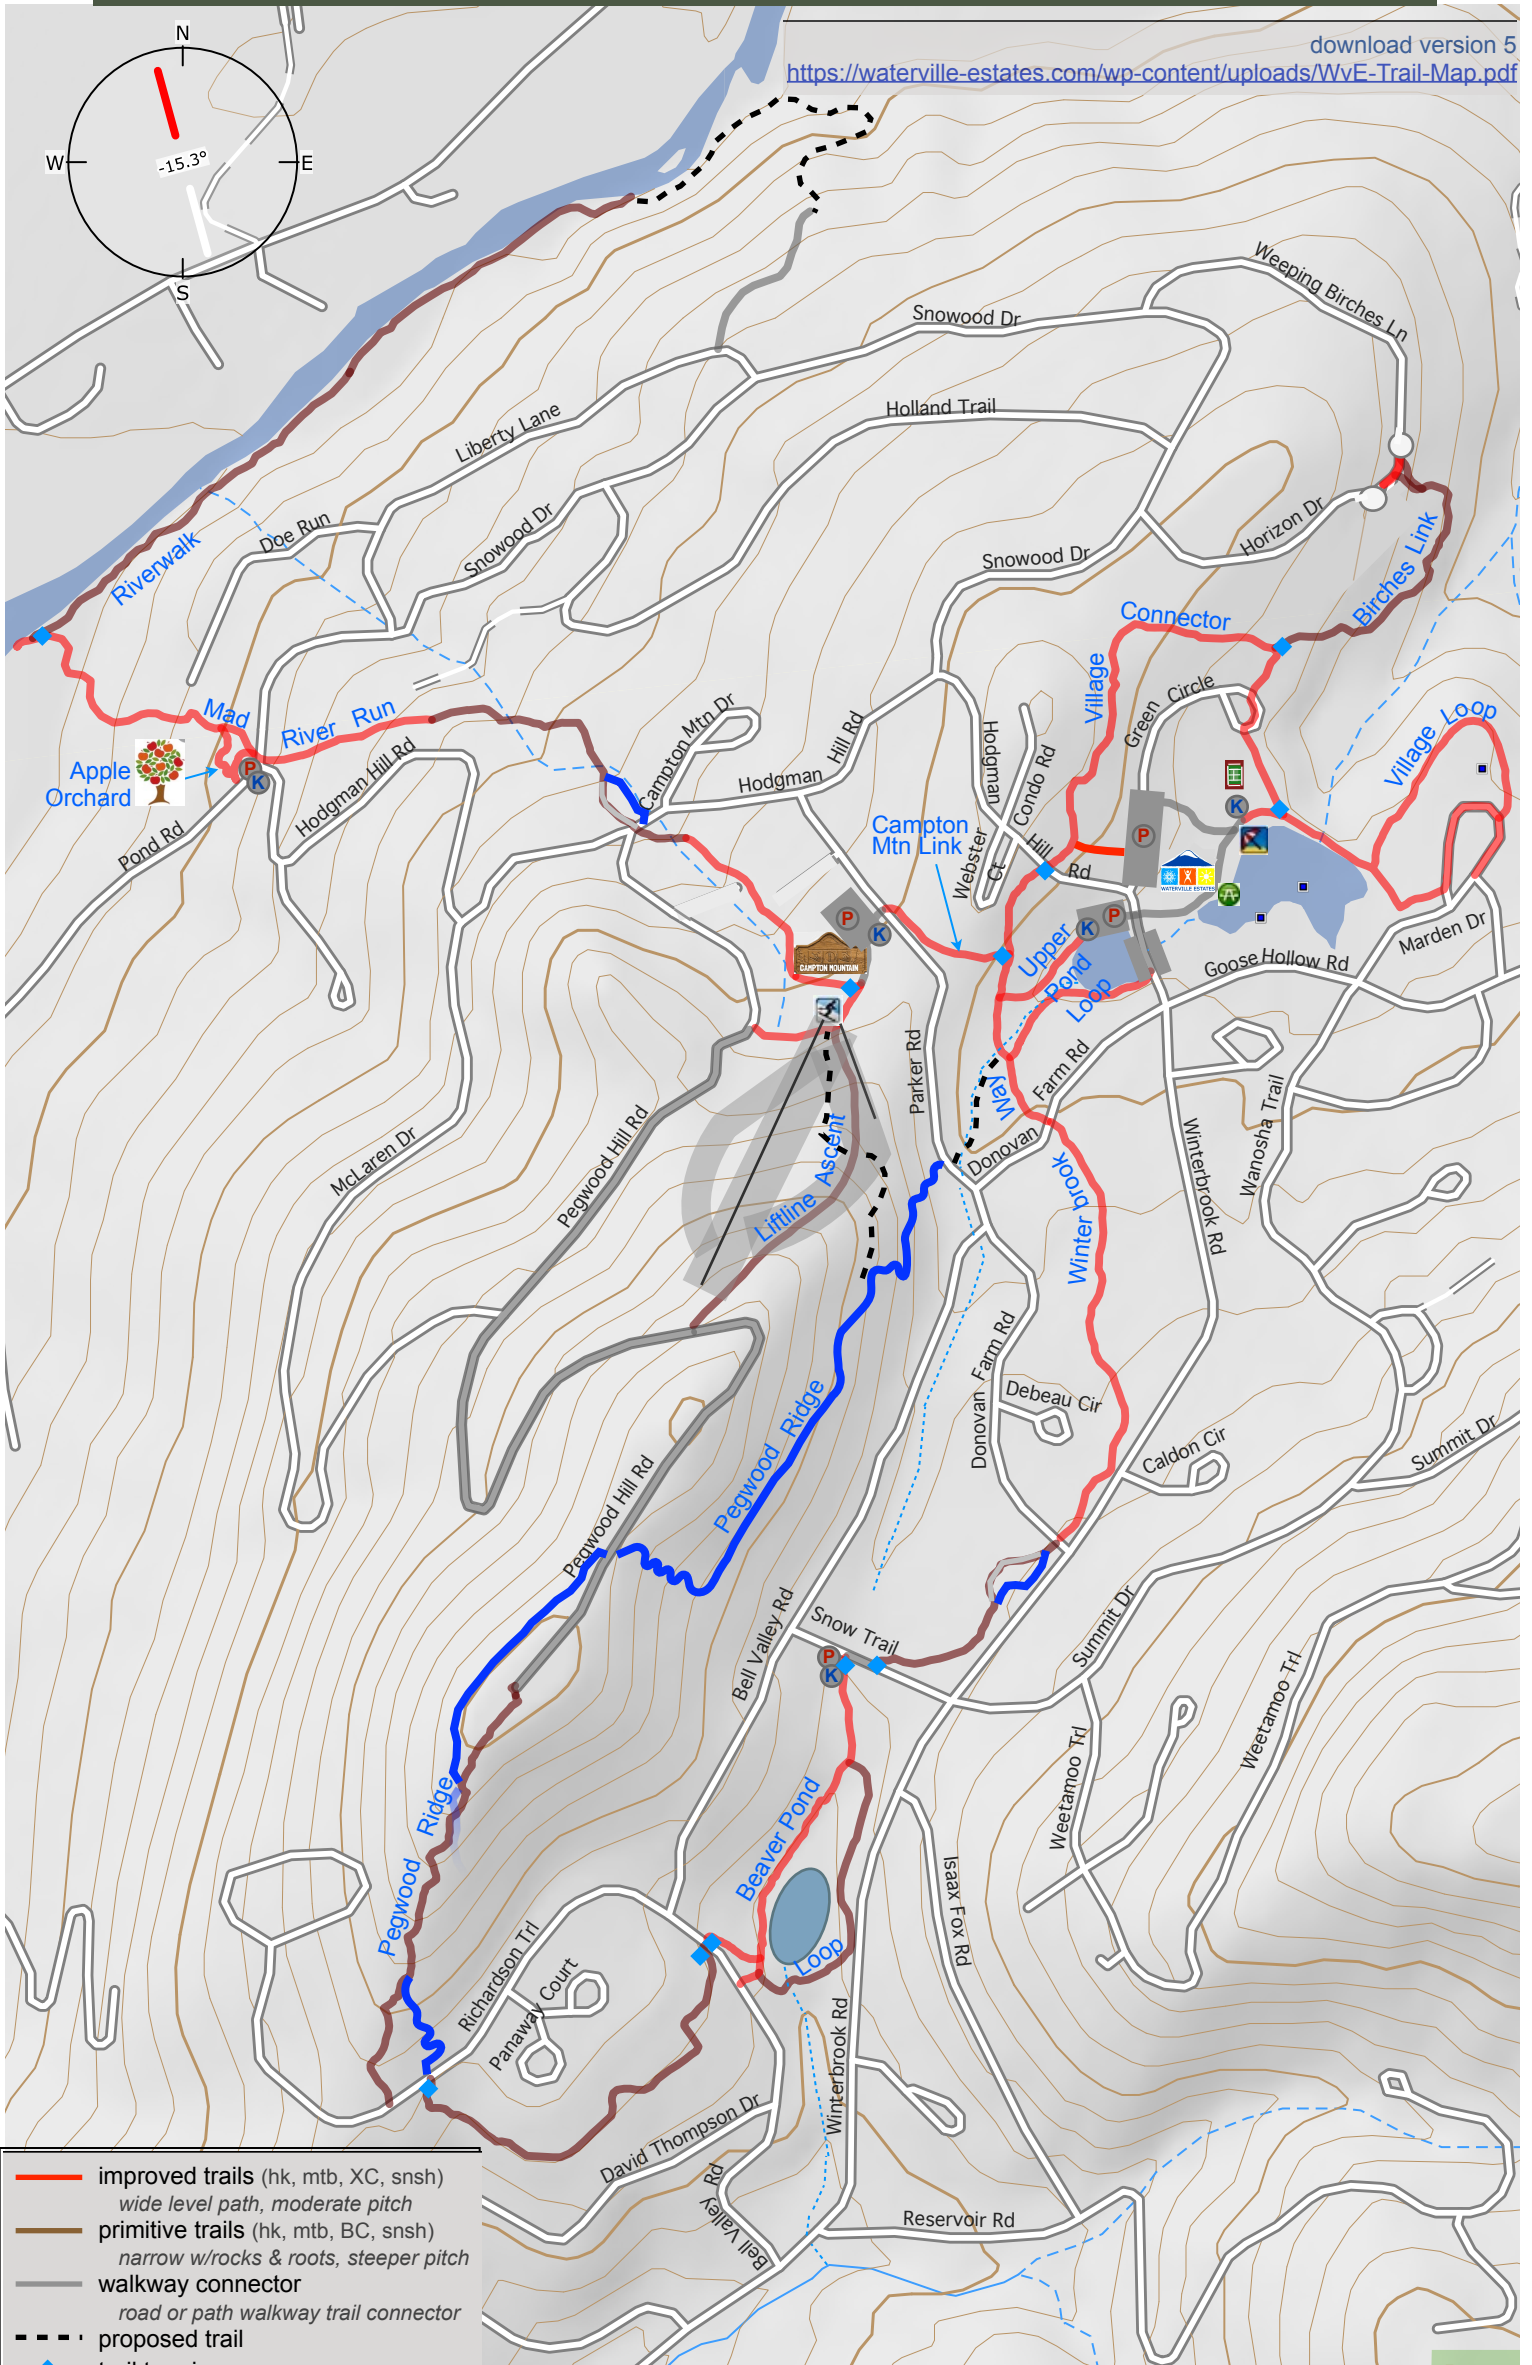 download version 5
https://waterville-estates.com/wp-content/uploads/WvE-Trail-Map.pdf
N
W
E
S
-15.3°
Weeping Birches Ln
Snowood Dr
Holland Trail
Liberty Lane
Snowood Dr
Doe Run
Riverwalk
Horizon Dr
Snowood Dr
Birches Link
Connector
Village
Green Circle
Village Loop
Mad
River Run
Apple
Orchard
P
K
Hodgman Hill Rd
Pond Rd
Campton Mtn Dr
Hodgman
Hill Rd
Hodgman
Condo Rd
Campton
Mtn Link
Webster
Ct
Hill
Rd
K
P
WATERVILLE ESTATES
P
K
CAMPTON MOUNTAIN
K
P
Upper
Pond
Loop
Goose Hollow Rd
Marden Dr
Parker Rd
Farm Rd
Way
Donovan
Winter brook
Winterbrook Rd
Wanosha Trail
McLaren Dr
Pegwood Hill Rd
Liftline Ascent
Donovan Farm Rd
Debeau Cir
Caldon Cir
Summit Dr
Pegwood Ridge
Pegwood Hill Rd
Bell Valley Rd
Snow Trail
P
K
Summit Dr
Weetamoo Trl
Weetamoo Trl
Pegwood Ridge
Beaver Pond
Loop
Isaax Fox Rd
Richardson Trl
Panaway Court
Winterbrook Rd
David Thompson Dr
Bell Valley Rd
Reservoir Rd
improved trails (hk, mtb, XC, snsh)
wide level path, moderate pitch
primitive trails (hk, mtb, BC, snsh)
narrow w/rocks & roots, steeper pitch
walkway connector
road or path walkway trail connector
proposed trail